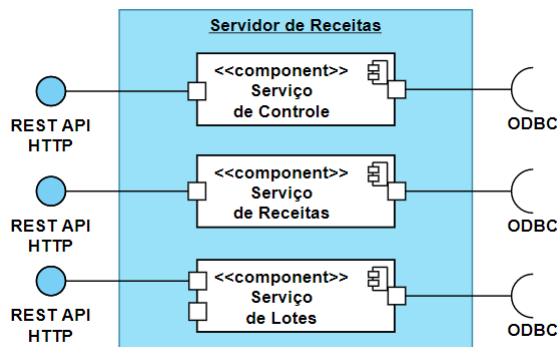 Servidor de Receitas
<<component>>
Serviço
de Controle
REST API
HTTP
ODBC
<<component>>
Serviço
de Receitas
REST API
HTTP
ODBC
<<component>>
Serviço
de Lotes
REST API
HTTP
ODBC